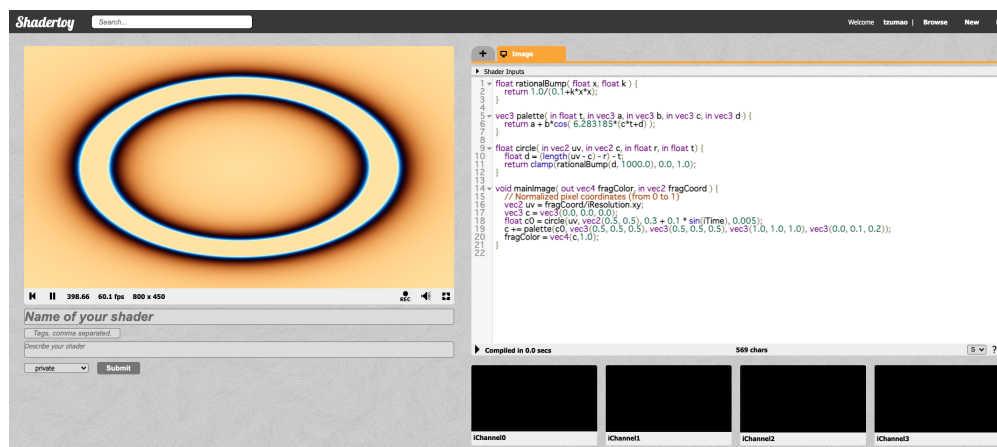 Shadertoy
Search...
Welcome tzumao | Browse New
+ Image
Shader Inputs
1 float rationalBump( float x, float k ) {
2 return 1.0/(0.1+k*x*x);
3 }
4
5 vec3 palette( in float t, in vec3 a, in vec3 b, in vec3 c, in vec3 d ) {
6 return a + b*cos( 6.283185*(c*t+d) );
7 }
8
9 float circle( in vec2 uv, in vec2 c, in float r, in float t) {
10 float d = (length(uv - c) - r) - t;
11 return clamp(rationalBump(d, 1000.0), 0.0, 1.0);
12 }
13
14 void mainImage( out vec4 fragColor, in vec2 fragCoord ) {
15 // Normalized pixel coordinates (from 0 to 1)
16 vec2 uv = fragCoord/iResolution.xy;
17 vec3 c = vec3(0.0, 0.0, 0.0);
18 float c0 = circle(uv, vec2(0.5, 0.5), 0.3 + 0.1 * sin(iTime), 0.005);
19 c += palette(c0, vec3(0.5, 0.5, 0.5), vec3(0.5, 0.5, 0.5), vec3(1.0, 1.0, 1.0), vec3(0.0, 0.1, 0.2));
20 fragColor = vec4(c,1.0);
21 }
22
398.66 60.1 fps 800 x 450
REC
Name of your shader
Tags, comma separated.
Describe your shader
private Submit
Compiled in 0.0 secs 569 chars S ?
iChannel0 iChannel1 iChannel2 iChannel3